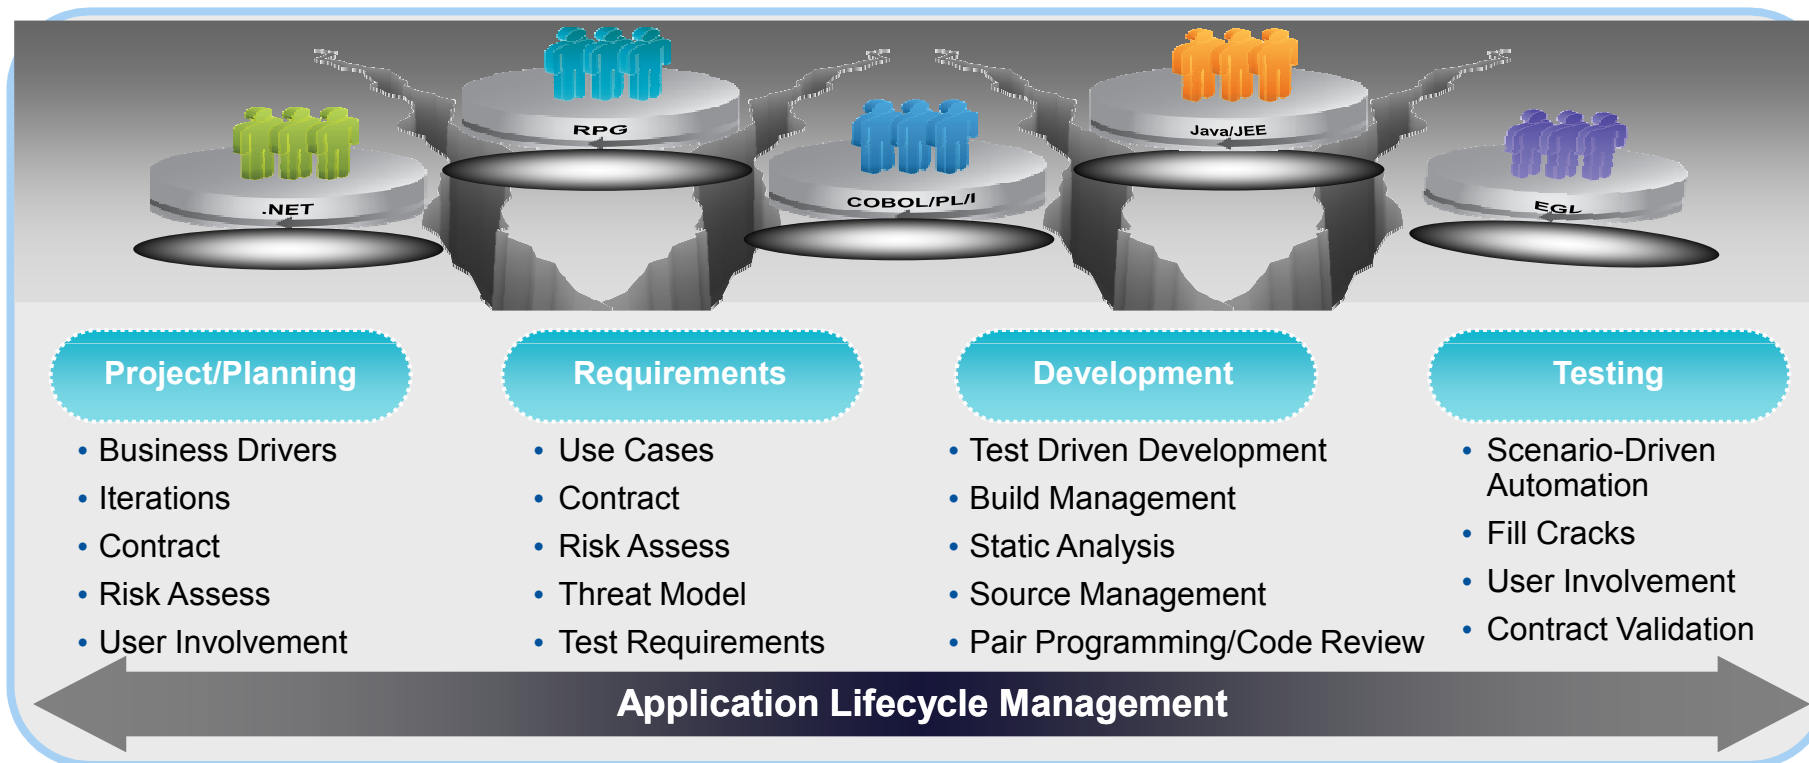 RPG
Java/JEE
.NET
COBOL/PL/I
EGL
Project/Planning
• Business Drivers
• Iterations
• Contract
• Risk Assess
• User Involvement
Requirements
• Use Cases
• Contract
• Risk Assess
• Threat Model
• Test Requirements
Development
• Test Driven Development
• Build Management
• Static Analysis
• Source Management
• Pair Programming/Code Review
Testing
• Scenario-Driven
Automation
• Fill Cracks
• User Involvement
• Contract Validation
Application Lifecycle Management